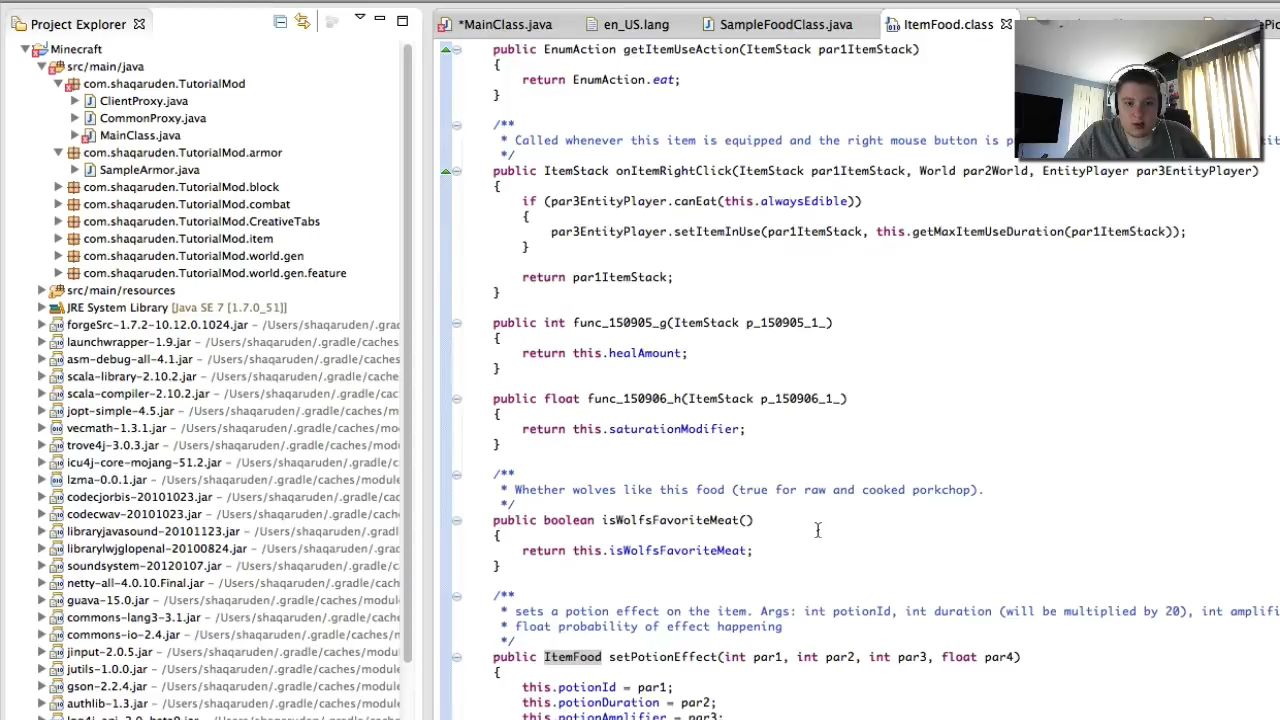 Project Explorer
*MainClass.java
en_US.lang
SampleFoodClass.java
ItemFood.class
Minecraft
src/main/java
com.shaqaruden.TutorialMod
ClientProxy.java
CommonProxy.java
MainClass.java
com.shaqaruden.TutorialMod.armor
SampleArmor.java
com.shaqaruden.TutorialMod.block
com.shaqaruden.TutorialMod.combat
com.shaqaruden.TutorialMod.CreativeTabs
com.shaqaruden.TutorialMod.item
com.shaqaruden.TutorialMod.world.gen
com.shaqaruden.TutorialMod.world.gen.feature
src/main/resources
JRE System Library [Java SE 7 [1.7.0_51]]
forgeSrc-1.7.2-10.12.0.1024.jar - /Users/shaqaruden/.grad
launchwrapper-1.9.jar - /Users/shaqaruden/.gradle/caches
asm-debug-all-4.1.jar - /Users/shaqaruden/.gradle/caches
scala-library-2.10.2.jar - /Users/shaqaruden/.gradle/cache
scala-compiler-2.10.2.jar - /Users/shaqaruden/.gradle/cac
jopt-simple-4.5.jar - /Users/shaqaruden/.gradle/caches/m
vecmath-1.3.1.jar - /Users/shaqaruden/.gradle/caches/mo
trove4j-3.0.3.jar - /Users/shaqaruden/.gradle/caches/mod
icu4j-core-mojang-51.2.jar - /Users/shaqaruden/.gradle/c
lzma-0.0.1.jar - /Users/shaqaruden/.gradle/caches/module
codecjorbis-20101023.jar - /Users/shaqaruden/.gradle/ca
codecwav-20101023.jar - /Users/shaqaruden/.gradle/cach
libraryjavasound-20101123.jar - /Users/shaqaruden/.grad
librarylwjglopenal-20100824.jar - /Users/shaqaruden/.gra
soundsystem-20120107.jar - /Users/shaqaruden/.gradle/c
netty-all-4.0.10.Final.jar - /Users/shaqaruden/.gradle/ca
guava-15.0.jar - /Users/shaqaruden/.gradle/caches/modul
commons-lang3-3.1.jar - /Users/shaqaruden/.gradle/cach
commons-io-2.4.jar - /Users/shaqaruden/.gradle/caches/
jinput-2.0.5.jar - /Users/shaqaruden/.gradle/caches/mod
jutils-1.0.0.jar - /Users/shaqaruden/.gradle/caches/modu
gson-2.2.4.jar - /Users/shaqaruden/.gradle/caches/modul
authlib-1.3.jar - /Users/shaqaruden/.gradle/caches/modul
public EnumAction getItemUseAction(ItemStack par1ItemStack)
{
return EnumAction.eat;
}
/**
* Called whenever this item is equipped and the right mouse button is p
*/
public ItemStack onItemRightClick(ItemStack par1ItemStack, World par2World, EntityPlayer par3EntityPlayer)
{
if (par3EntityPlayer.canEat(this.alwaysEdible))
{
par3EntityPlayer.setItemInUse(par1ItemStack, this.getMaxItemUseDuration(par1ItemStack));
}
return par1ItemStack;
}
public int func_150905_g(ItemStack p_150905_1_)
{
return this.healAmount;
}
public float func_150906_h(ItemStack p_150906_1_)
{
return this.saturationModifier;
}
/**
* Whether wolves like this food (true for raw and cooked porkchop).
*/
public boolean isWolfsFavoriteMeat()
{
return this.isWolfsFavoriteMeat;
}
/**
* sets a potion effect on the item. Args: int potionId, int duration (will be multiplied by 20), int amplifi
* float probability of effect happening
*/
public ItemFood setPotionEffect(int par1, int par2, int par3, float par4)
{
this.potionId = par1;
this.potionDuration = par2;
this.potionAmplifier = par3;